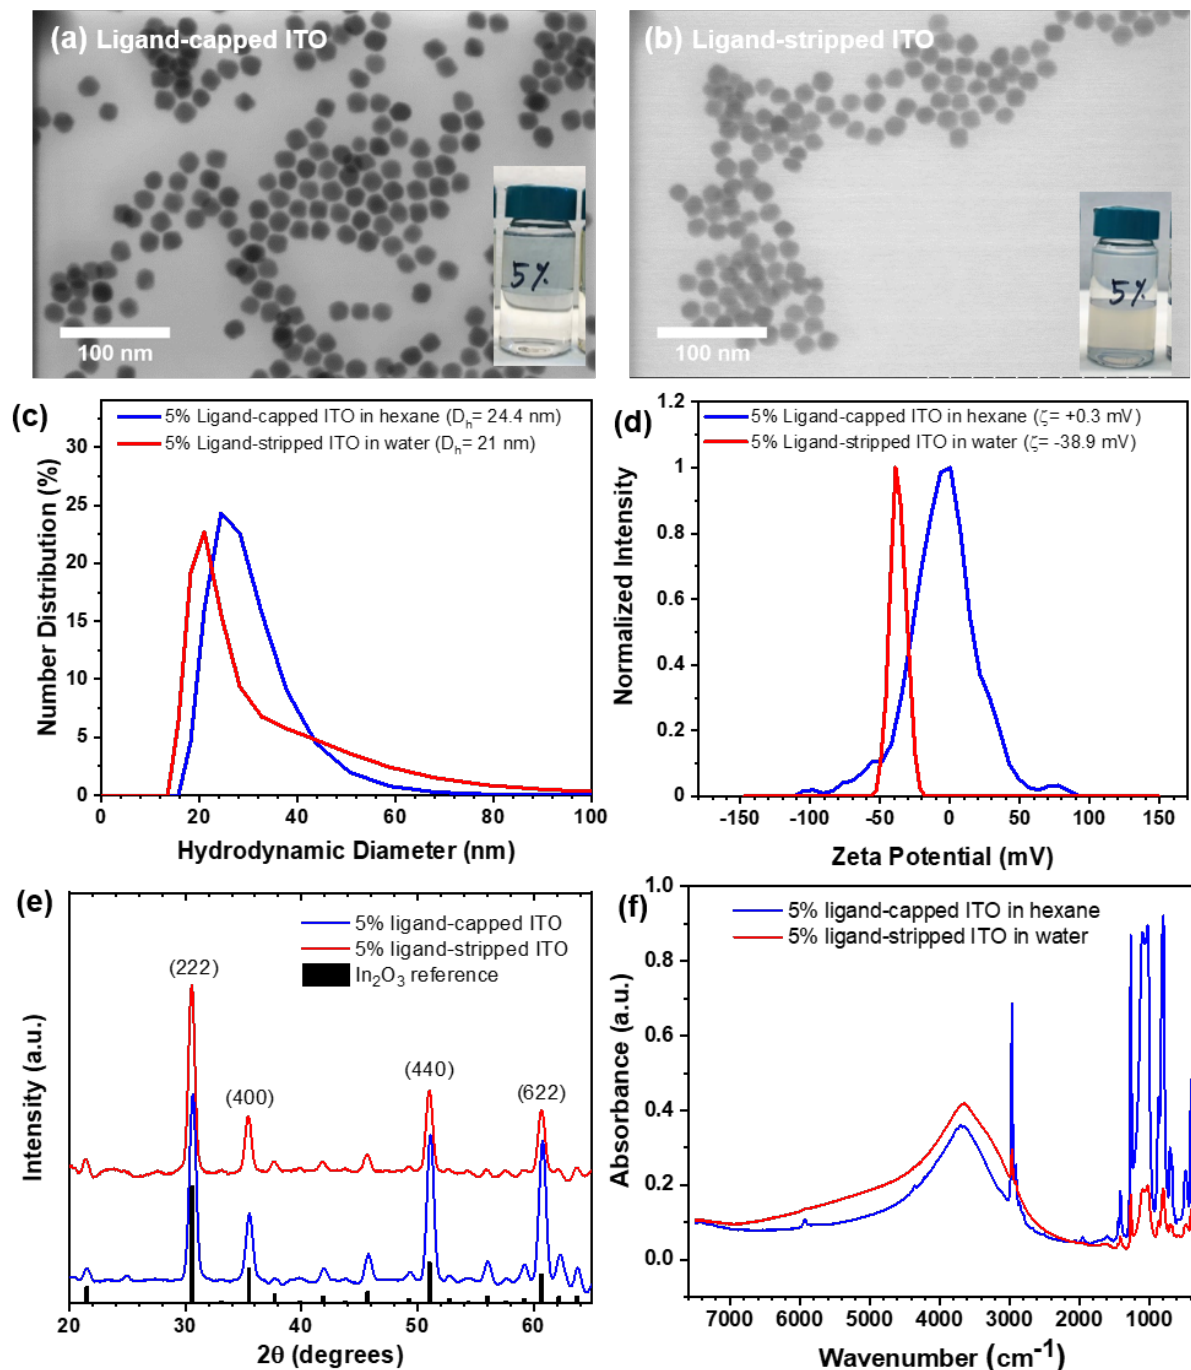 (a) Ligand-capped ITO
5%
100 nm
(b) Ligand-stripped ITO
5%
100 nm
(c)
5% Ligand-capped ITO in hexane (Dₕ= 24.4 nm)
5% Ligand-stripped ITO in water (Dₕ= 21 nm)
Number Distribution (%)
30
25
20
15
10
5
0
0 20 40 60 80 100
Hydrodynamic Diameter (nm)
(d)
5% Ligand-capped ITO in hexane (ζ= +0.3 mV)
5% Ligand-stripped ITO in water (ζ= -38.9 mV)
Normalized Intensity
1.2
1
0.8
0.6
0.4
0.2
0
-150 -100 -50 0 50 100 150
Zeta Potential (mV)
(e)
5% ligand-capped ITO
5% ligand-stripped ITO
In₂O₃ reference
(222)
(400)
(440)
(622)
Intensity (a.u.)
20 30 40 50 60
2θ (degrees)
(f)
5% ligand-capped ITO in hexane
5% ligand-stripped ITO in water
Absorbance (a.u.)
1.0
0.8
0.6
0.4
0.2
0.0
7000 6000 5000 4000 3000 2000 1000
Wavenumber (cm⁻¹)